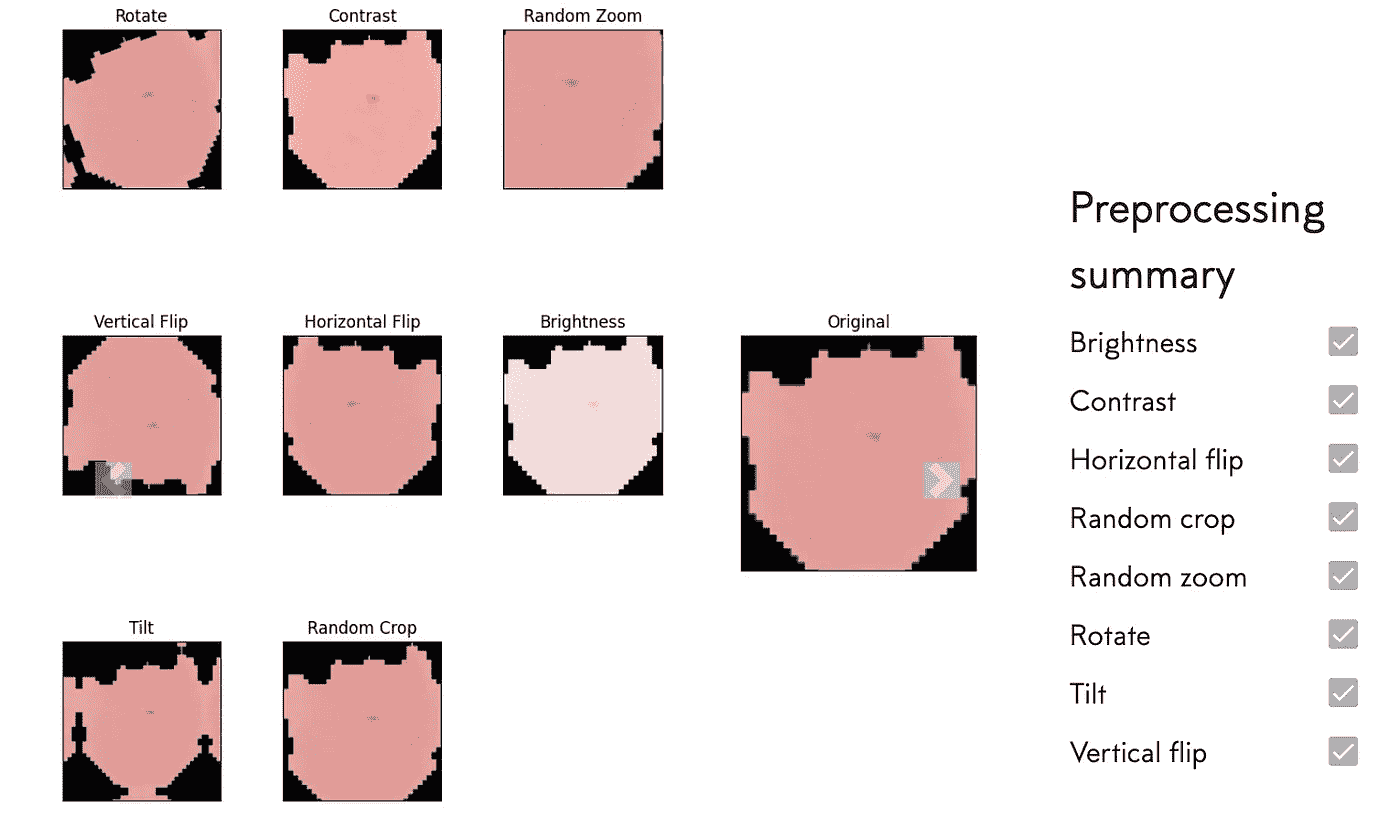 Rotate
Contrast
Random Zoom
Vertical Flip
Horizontal Flip
Brightness
Original
Tilt
Random Crop
Preprocessing
summary
Brightness
Contrast
Horizontal flip
Random crop
Random zoom
Rotate
Tilt
Vertical flip